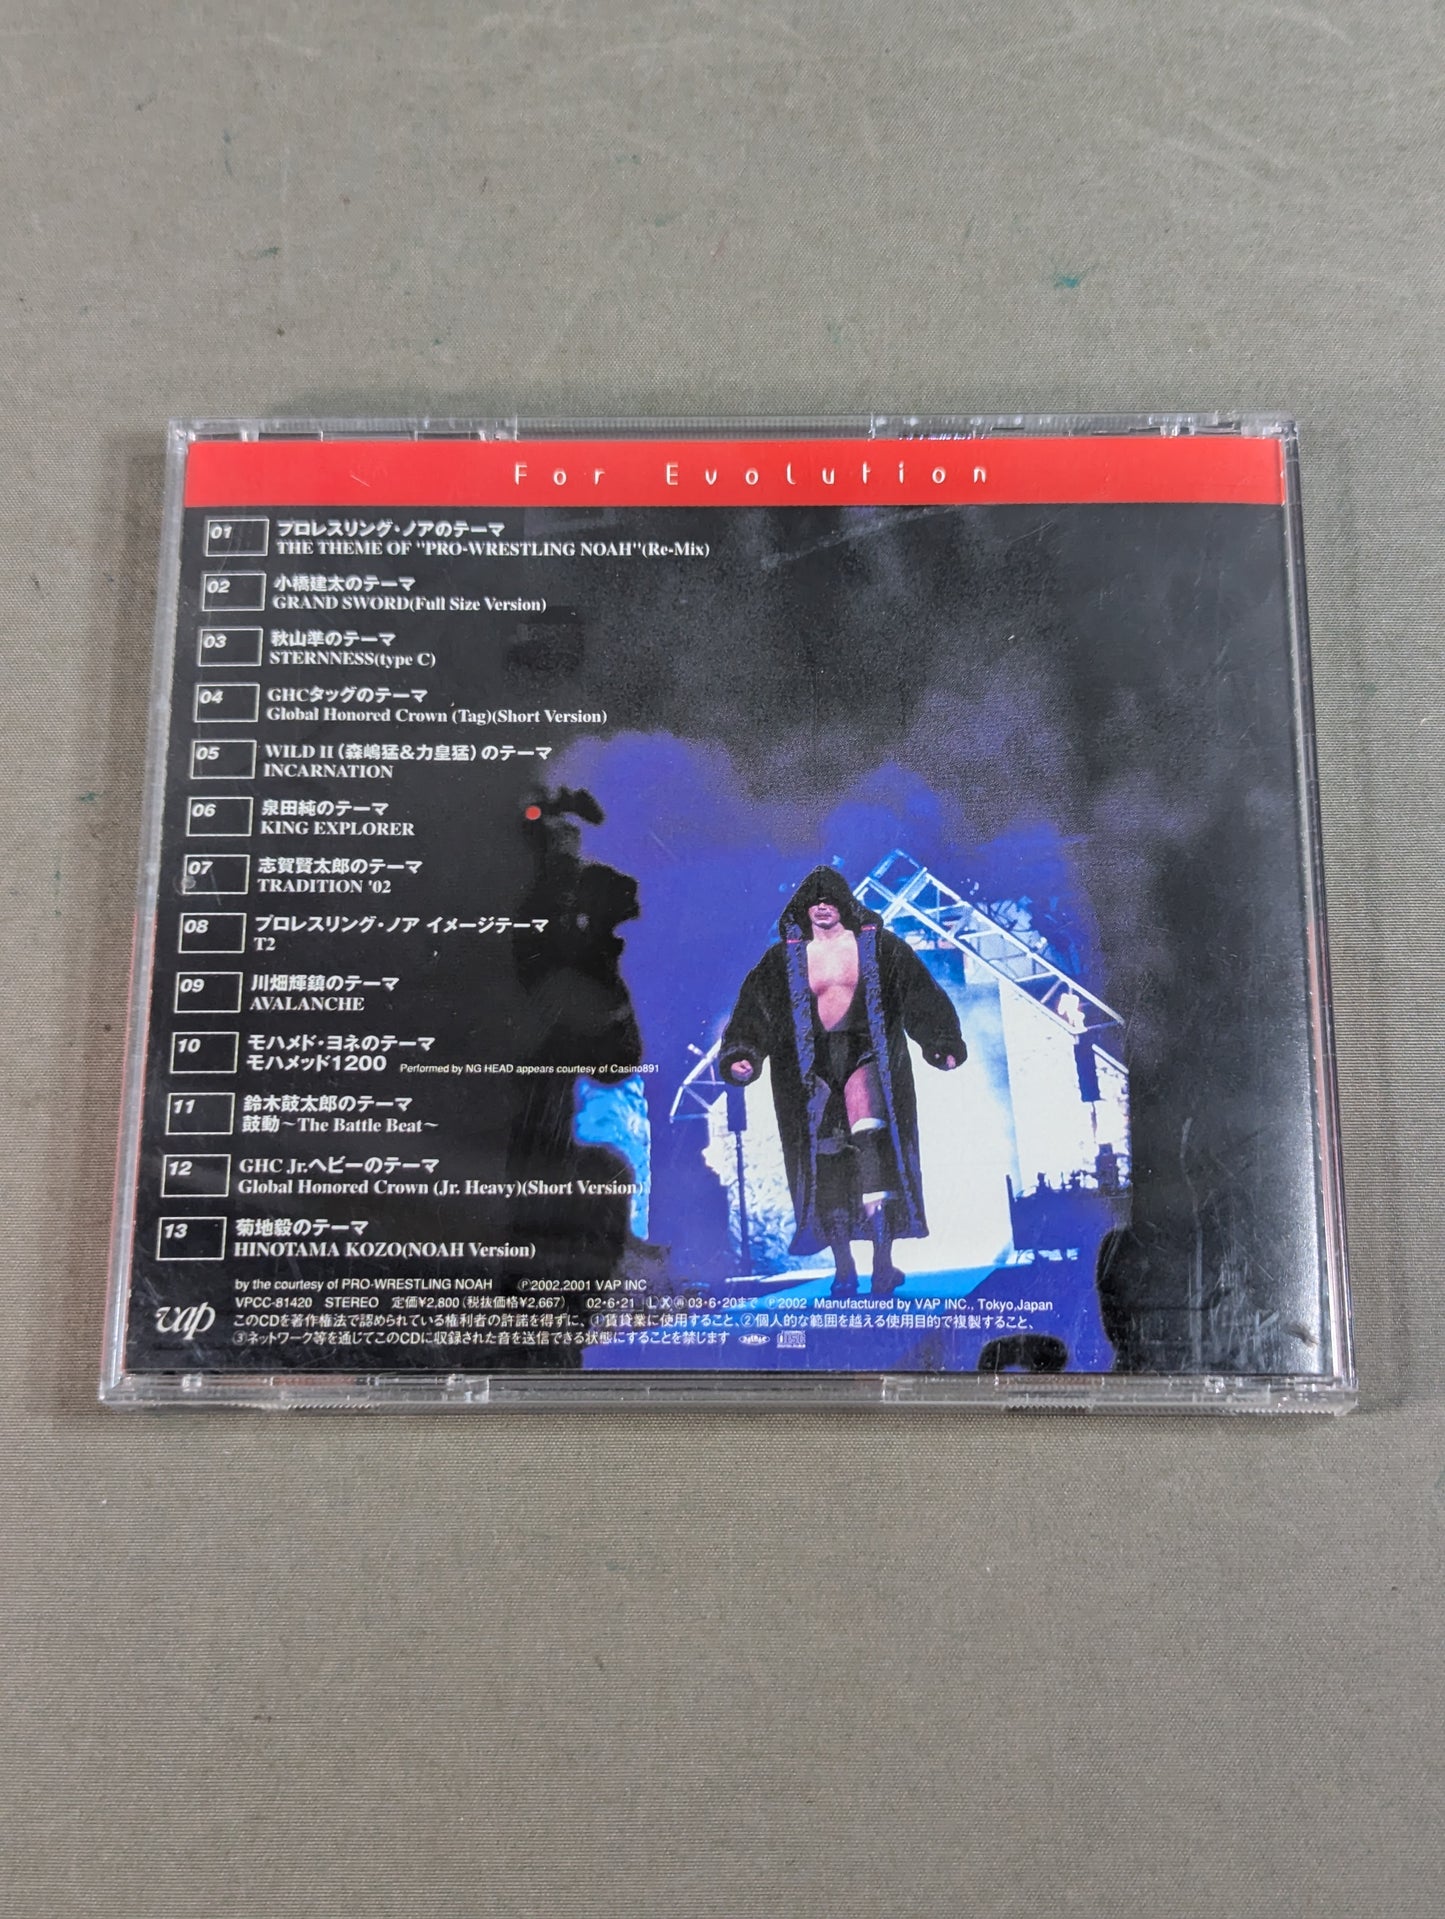 For Evolution
01
プロレスリング・ノアのテーマ
THE THEME OF "PRO-WRESTLING NOAH"(Re-Mix)
02
小橋建太のテーマ
GRAND SWORD(Full Size Version)
03
秋山準のテーマ
STERNNESS(type C)
04
GHCタッグのテーマ
Global Honored Crown (Tag)(Short Version)
05
WILD II (森嶋猛&力皇猛) のテーマ
INCARNATION
06
泉田純のテーマ
KING EXPLORER
07
志賀賢太郎のテーマ
TRADITION '02
08
プロレスリング・ノア イメージテーマ
T2
09
川畑輝鎮のテーマ
AVALANCHE
10
モハメド・ヨネのテーマ
モハメッド1200 Performed by NG HEAD appears courtesy of Casino891
11
鈴木鼓太郎のテーマ
鼓動~The Battle Beat~
12
GHC Jr.ヘビーのテーマ
Global Honored Crown (Jr. Heavy)(Short Version)
13
菊地毅のテーマ
HINOTAMA KOZO(NOAH Version)
by the courtesy of PRO-WRESTLING NOAH ℗2002,2001 VAP INC
vap
VPCC-81420 STEREO 定価¥2,800(税抜価格¥2,667) 02・6・21 L X 再 03・6・20まで ℗2002 Manufactured by VAP INC., Tokyo,Japan
このCDを著作権法で認められている権利者の許諾を得ずに、①賃貸業に使用すること、②個人的な範囲を越える使用目的で複製すること、
③ネットワーク等を通じてこのCDに収録された音を送信できる状態にすることを禁じます